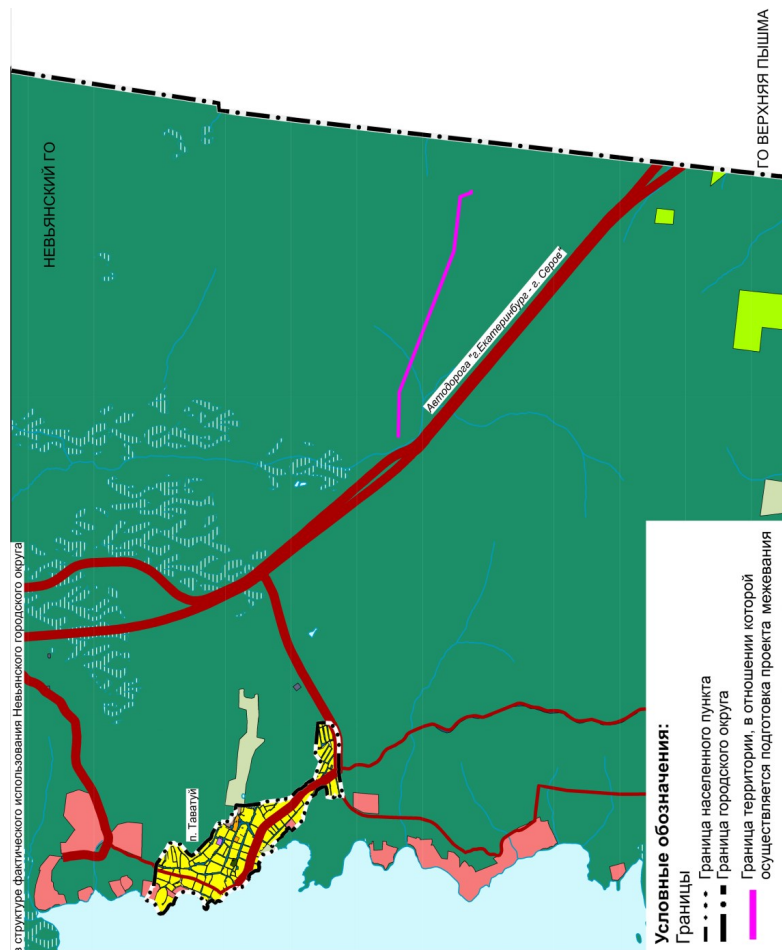 в структуре фактического использования Невьянского городского округа
НЕВЬЯНСКИЙ ГО
ГО ВЕРХНЯЯ ПЫШМА
Автодорога "г.Екатеринбург - г. Серов"
п. Таватуй
Условные обозначения:
Границы
Граница населенного пункта
Граница городского округа
Граница территории, в отношении которой
осуществляется подготовка проекта межевания